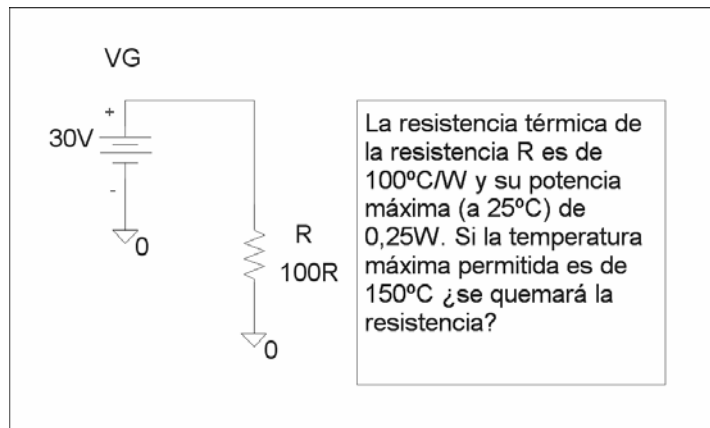 VG
+
30V
-
0
R
100R
0
La resistencia térmica de
la resistencia R es de
100ºC/W y su potencia
máxima (a 25ºC) de
0,25W. Si la temperatura
máxima permitida es de
150ºC ¿se quemará la
resistencia?